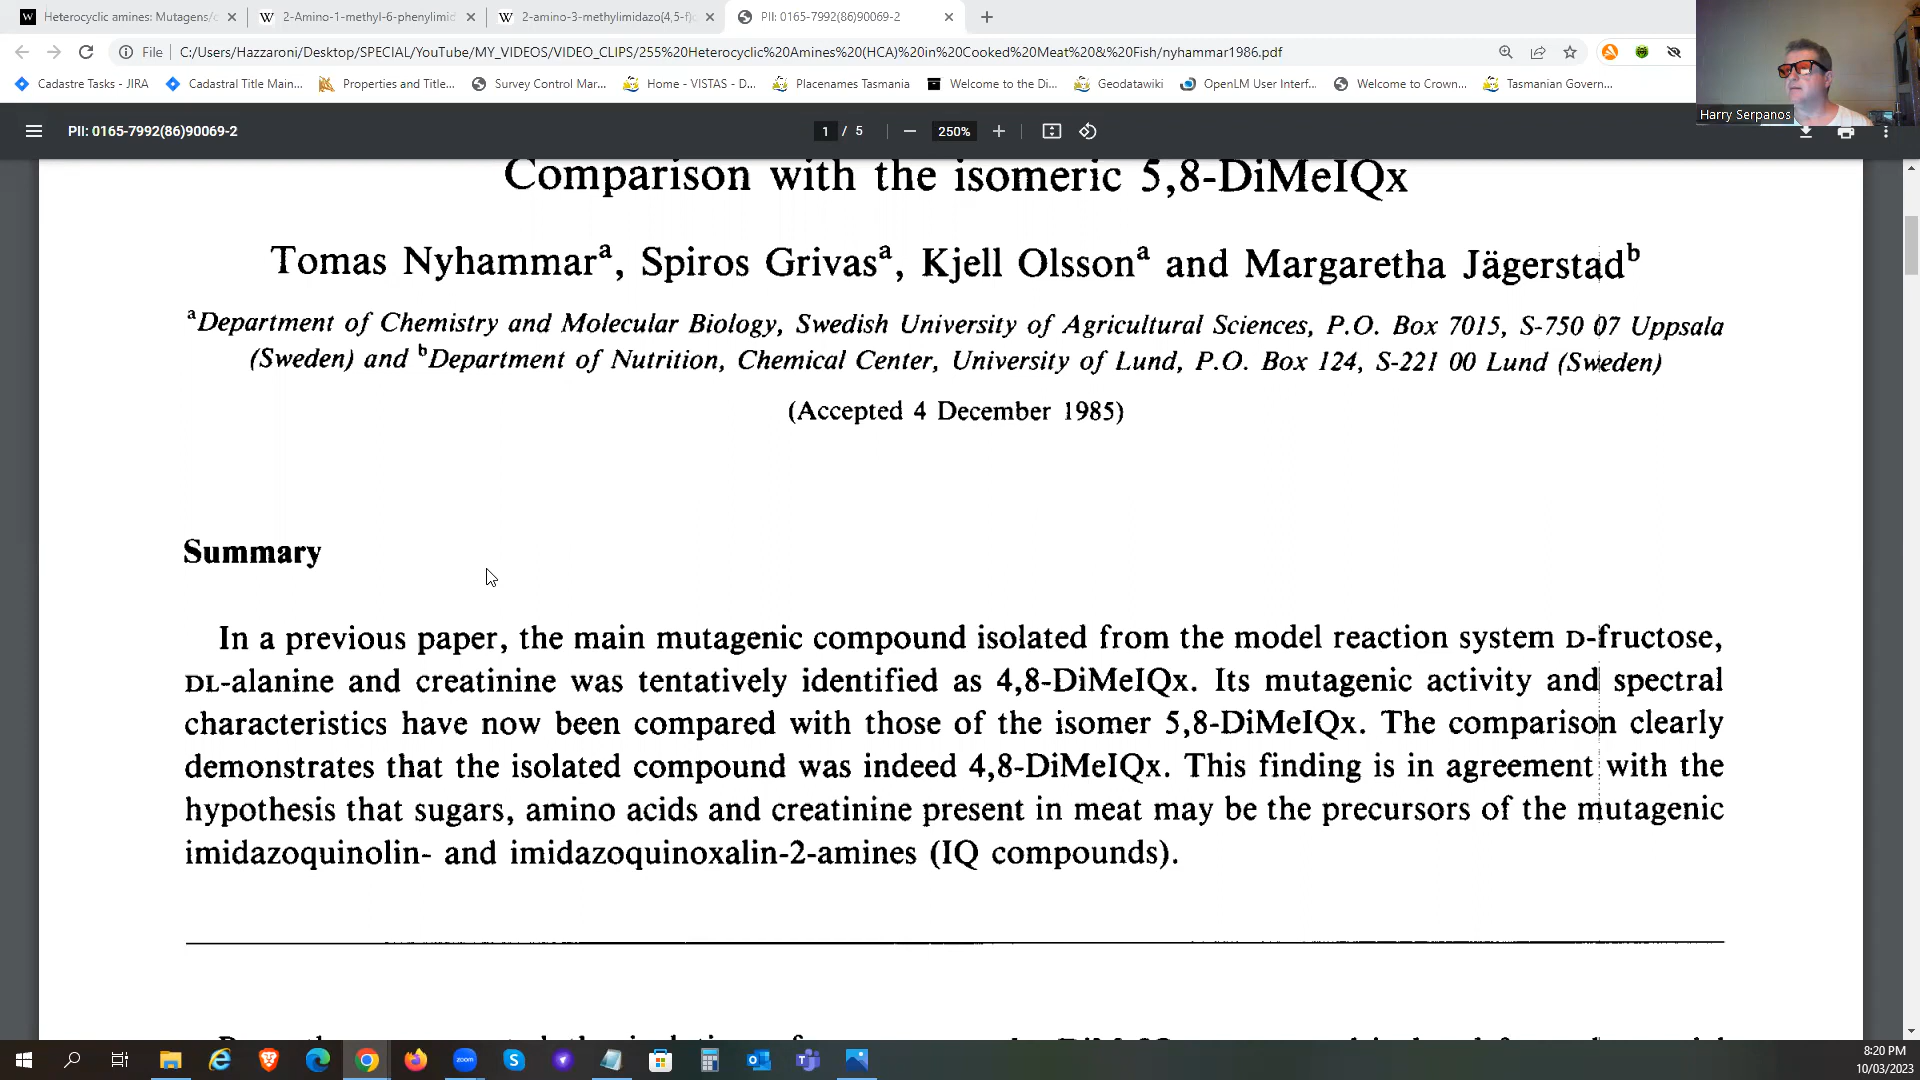 Heterocyclic amines: Mutagens/c
2-Amino-1-methyl-6-phenylimid
2-amino-3-methylimidazo(4,5-f)q
PII: 0165-7992(86)90069-2
File
C:/Users/Hazzaroni/Desktop/SPECIAL/YouTube/MY_VIDEOS/VIDEO_CLIPS/255%20Heterocyclic%20Amines%20(HCA)%20in%20Cooked%20Meat%20&%20Fish/nyhammar1986.pdf
Cadastre Tasks - JIRA
Cadastral Title Main...
Properties and Title...
Survey Control Mar...
Home - VISTAS - D...
Placenames Tasmania
Welcome to the Di...
Geodatawiki
OpenLM User Interf...
Welcome to Crown...
Tasmanian Govern...
Harry Serpanos
PII: 0165-7992(86)90069-2
1 / 5
250%
Comparison with the isomeric 5,8-DiMeIQx
Tomas Nyhammarᵃ, Spiros Grivasᵃ, Kjell Olssonᵃ and Margaretha Jägerstadᵇ
ᵃDepartment of Chemistry and Molecular Biology, Swedish University of Agricultural Sciences, P.O. Box 7015, S-750 07 Uppsala
(Sweden) and ᵇDepartment of Nutrition, Chemical Center, University of Lund, P.O. Box 124, S-221 00 Lund (Sweden)
(Accepted 4 December 1985)
Summary
In a previous paper, the main mutagenic compound isolated from the model reaction system D-fructose,
DL-alanine and creatinine was tentatively identified as 4,8-DiMeIQx. Its mutagenic activity and spectral
characteristics have now been compared with those of the isomer 5,8-DiMeIQx. The comparison clearly
demonstrates that the isolated compound was indeed 4,8-DiMeIQx. This finding is in agreement with the
hypothesis that sugars, amino acids and creatinine present in meat may be the precursors of the mutagenic
imidazoquinolin- and imidazoquinoxalin-2-amines (IQ compounds).
zoom
8:20 PM
10/03/2023